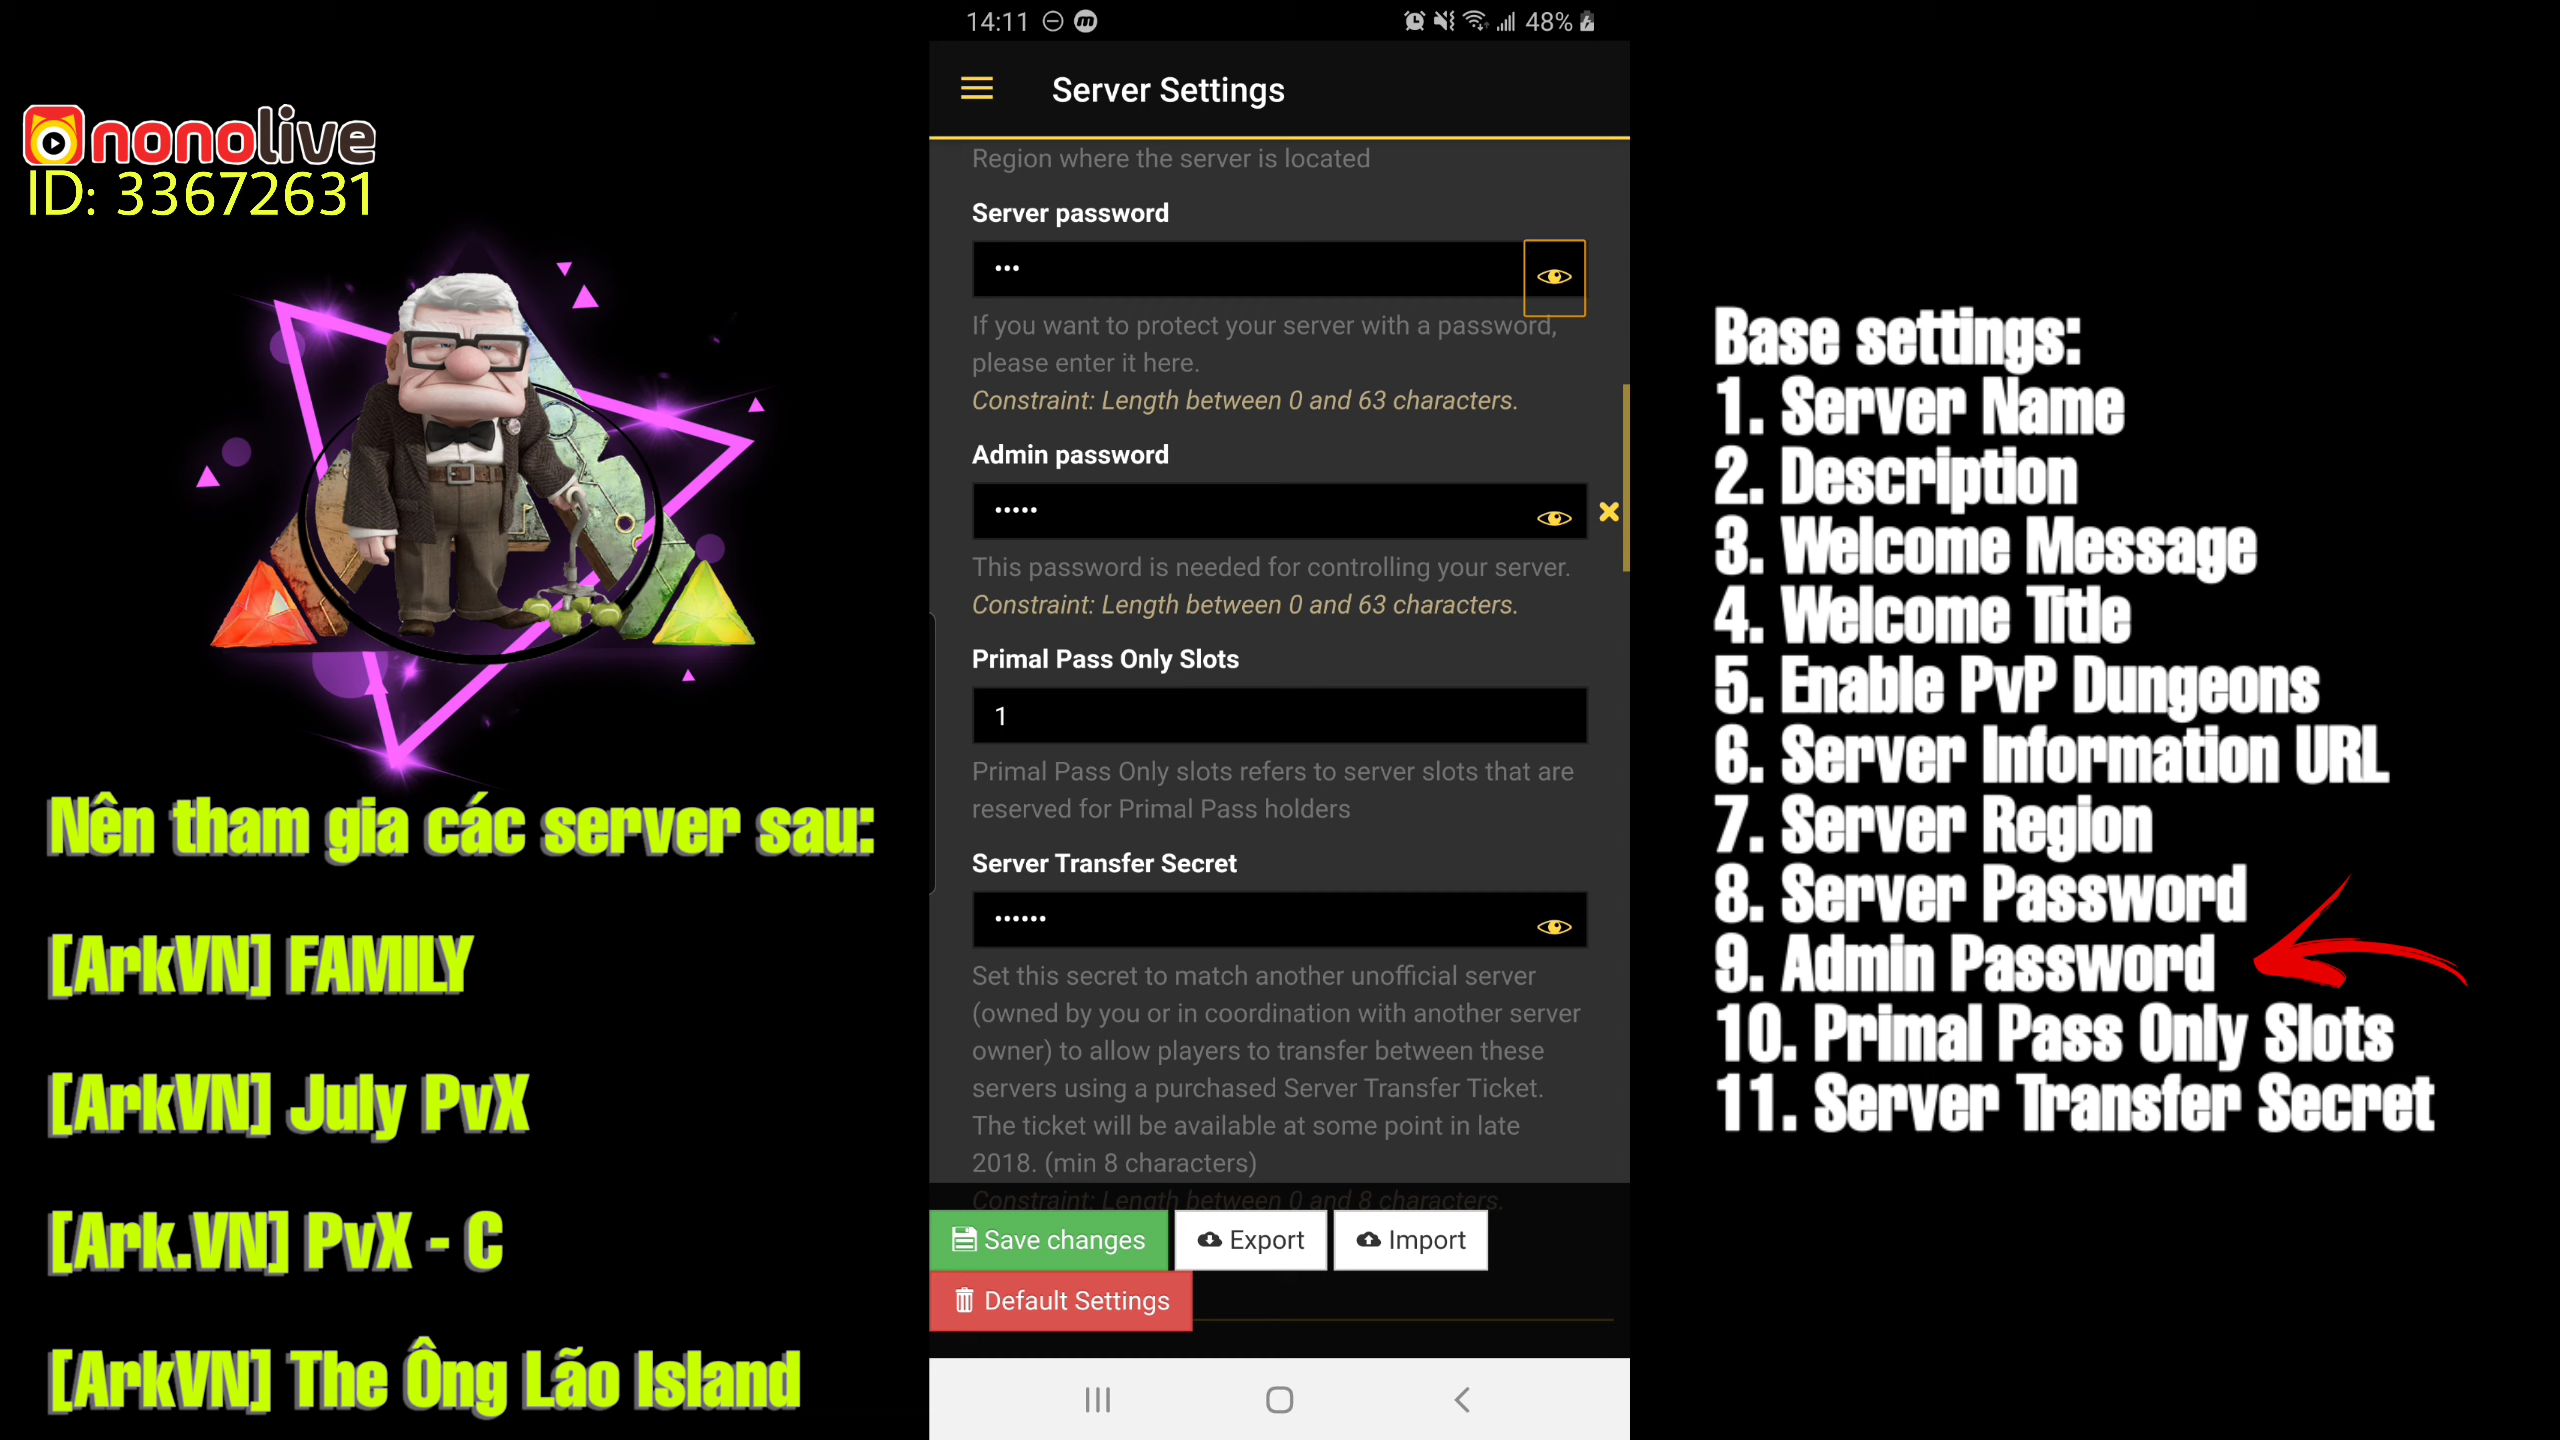 nonolive
ID: 33672631
Nên tham gia các server sau:
[ArkVN] FAMILY
[ArkVN] July PvX
[Ark.VN] PvX - C
[ArkVN] The Ông Lão Island
14:11
48%
Server Settings
Region where the server is located
Server password
•••
If you want to protect your server with a password,
please enter it here.
Constraint: Length between 0 and 63 characters.
Admin password
•••••
This password is needed for controlling your server.
Constraint: Length between 0 and 63 characters.
Primal Pass Only Slots
1
Primal Pass Only slots refers to server slots that are
reserved for Primal Pass holders
Server Transfer Secret
••••••
Set this secret to match another unofficial server
(owned by you or in coordination with another server
owner) to allow players to transfer between these
servers using a purchased Server Transfer Ticket.
The ticket will be available at some point in late
2018. (min 8 characters)
Constraint: Length between 0 and 8 characters.
Save changes
Export
Import
Default Settings
Base settings:
1. Server Name
2. Description
3. Welcome Message
4. Welcome Title
5. Enable PvP Dungeons
6. Server Information URL
7. Server Region
8. Server Password
9. Admin Password
10. Primal Pass Only Slots
11. Server Transfer Secret